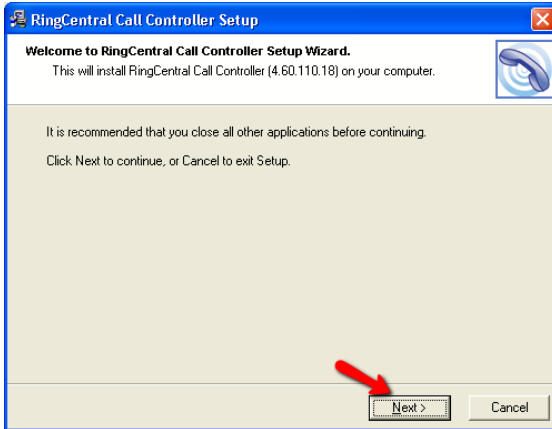 RingCentral Call Controller Setup
Welcome to RingCentral Call Controller Setup Wizard.
This will install RingCentral Call Controller (4.60.110.18) on your computer.
It is recommended that you close all other applications before continuing.
Click Next to continue, or Cancel to exit Setup.
Next >
Cancel